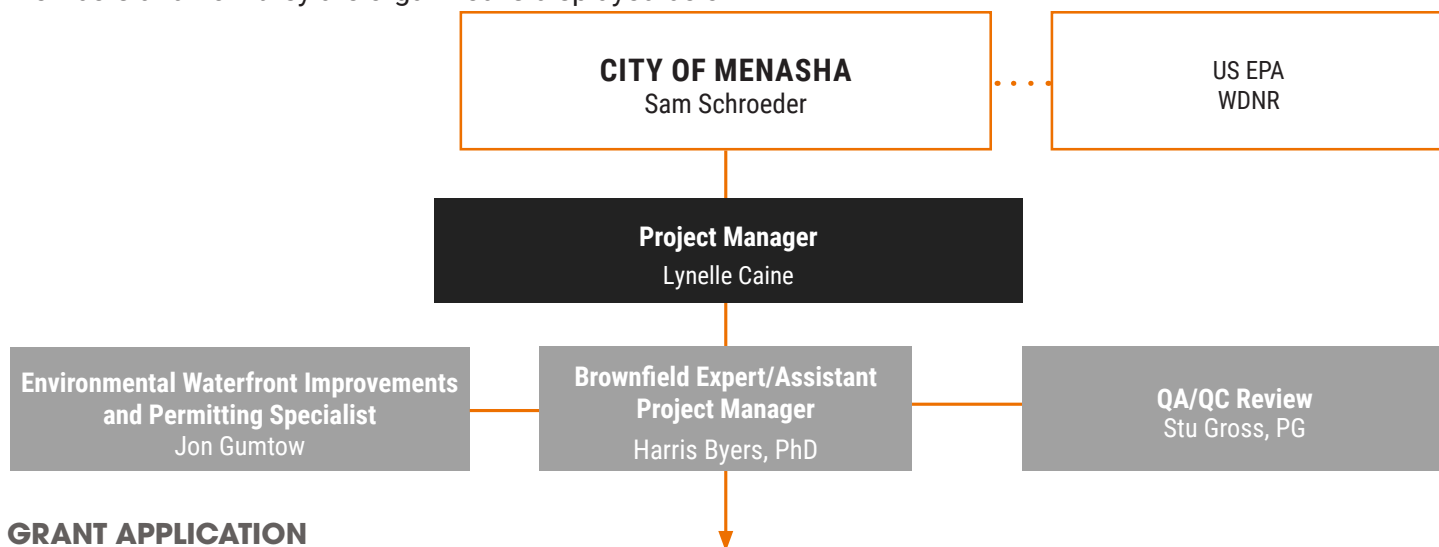 CITY OF MENASHA
Sam Schroeder
US EPA
WDNR
Project Manager
Lynelle Caine
Environmental Waterfront Improvements
and Permitting Specialist
Jon Gumtow
Brownfield Expert/Assistant
Project Manager
Harris Byers, PhD
QA/QC Review
Stu Gross, PG
GRANT APPLICATION